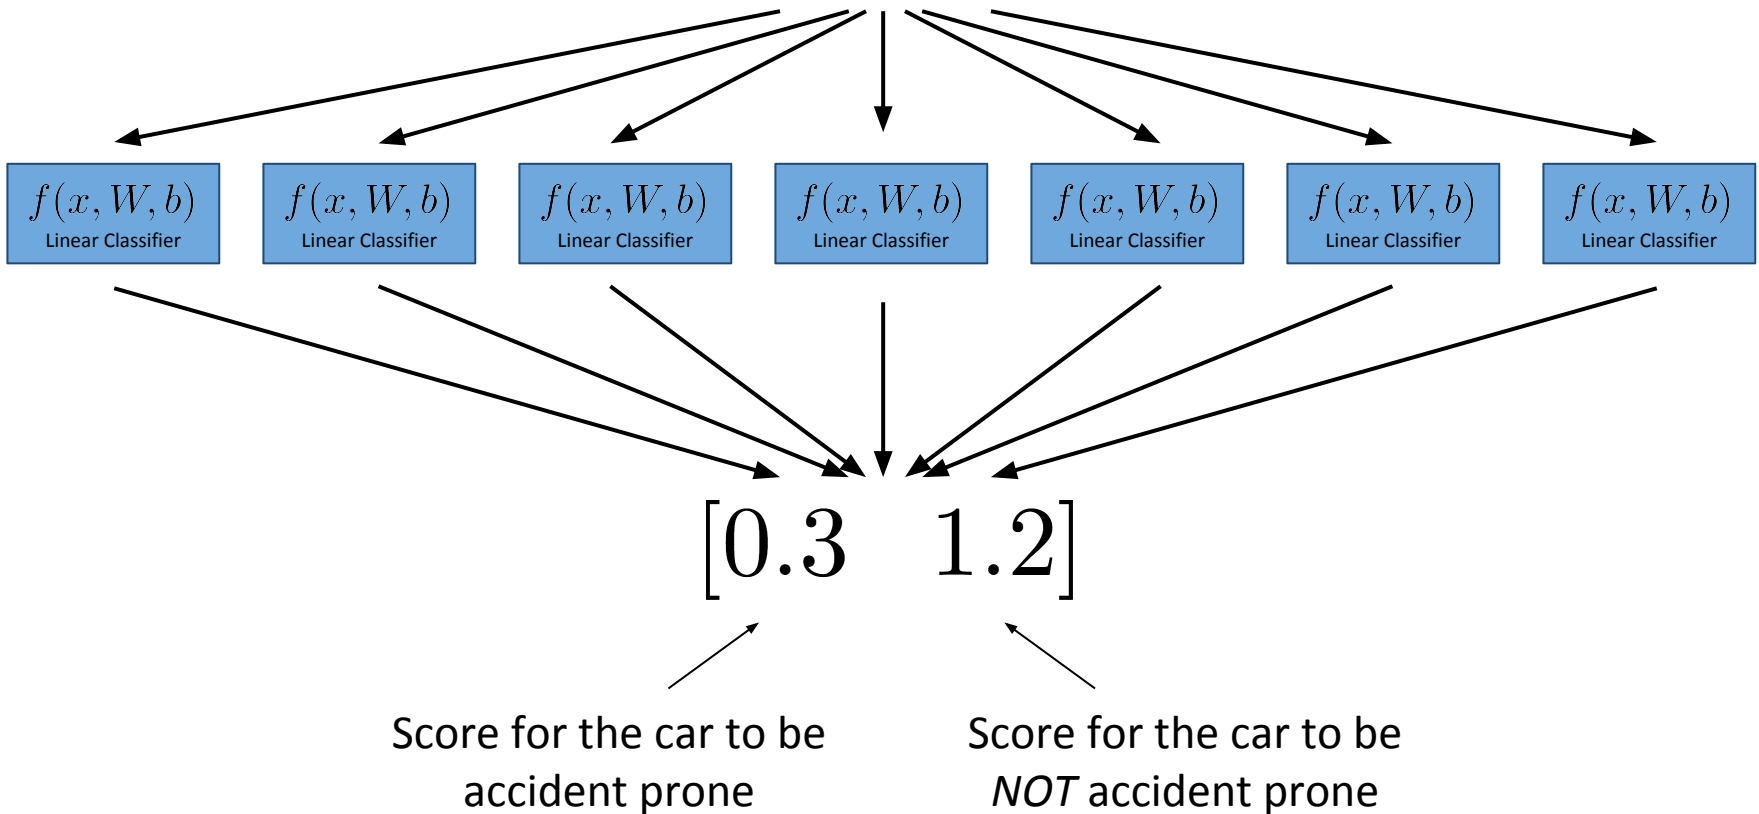 f(x, W, b) f(x, W, b) f(x, W, b) f(x, W, b) f(x, W, b) f(x, W, b) f(x, W, b)
Linear Classifier Linear Classifier Linear Classifier Linear Classifier Linear Classifier Linear Classifier Linear Classifier
[0.3 1.2]
Score for the car to be Score for the car to be
accident prone NOT accident prone